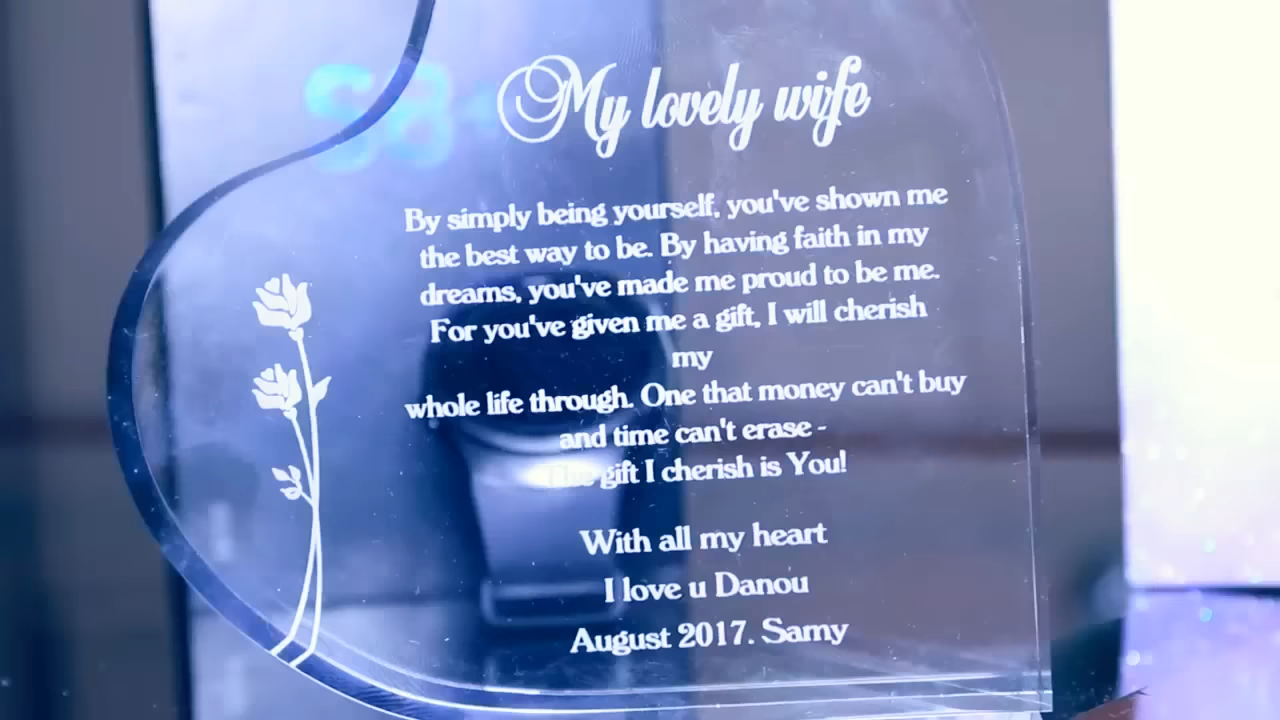 My lovely wife
By simply being yourself, you've shown me
the best way to be. By having faith in my
dreams, you've made me proud to be me.
For you've given me a gift, I will cherish
my
whole life through. One that money can't buy
and time can't erase -
The gift I cherish is You!
With all my heart
I love u Danou
August 2017. Samy